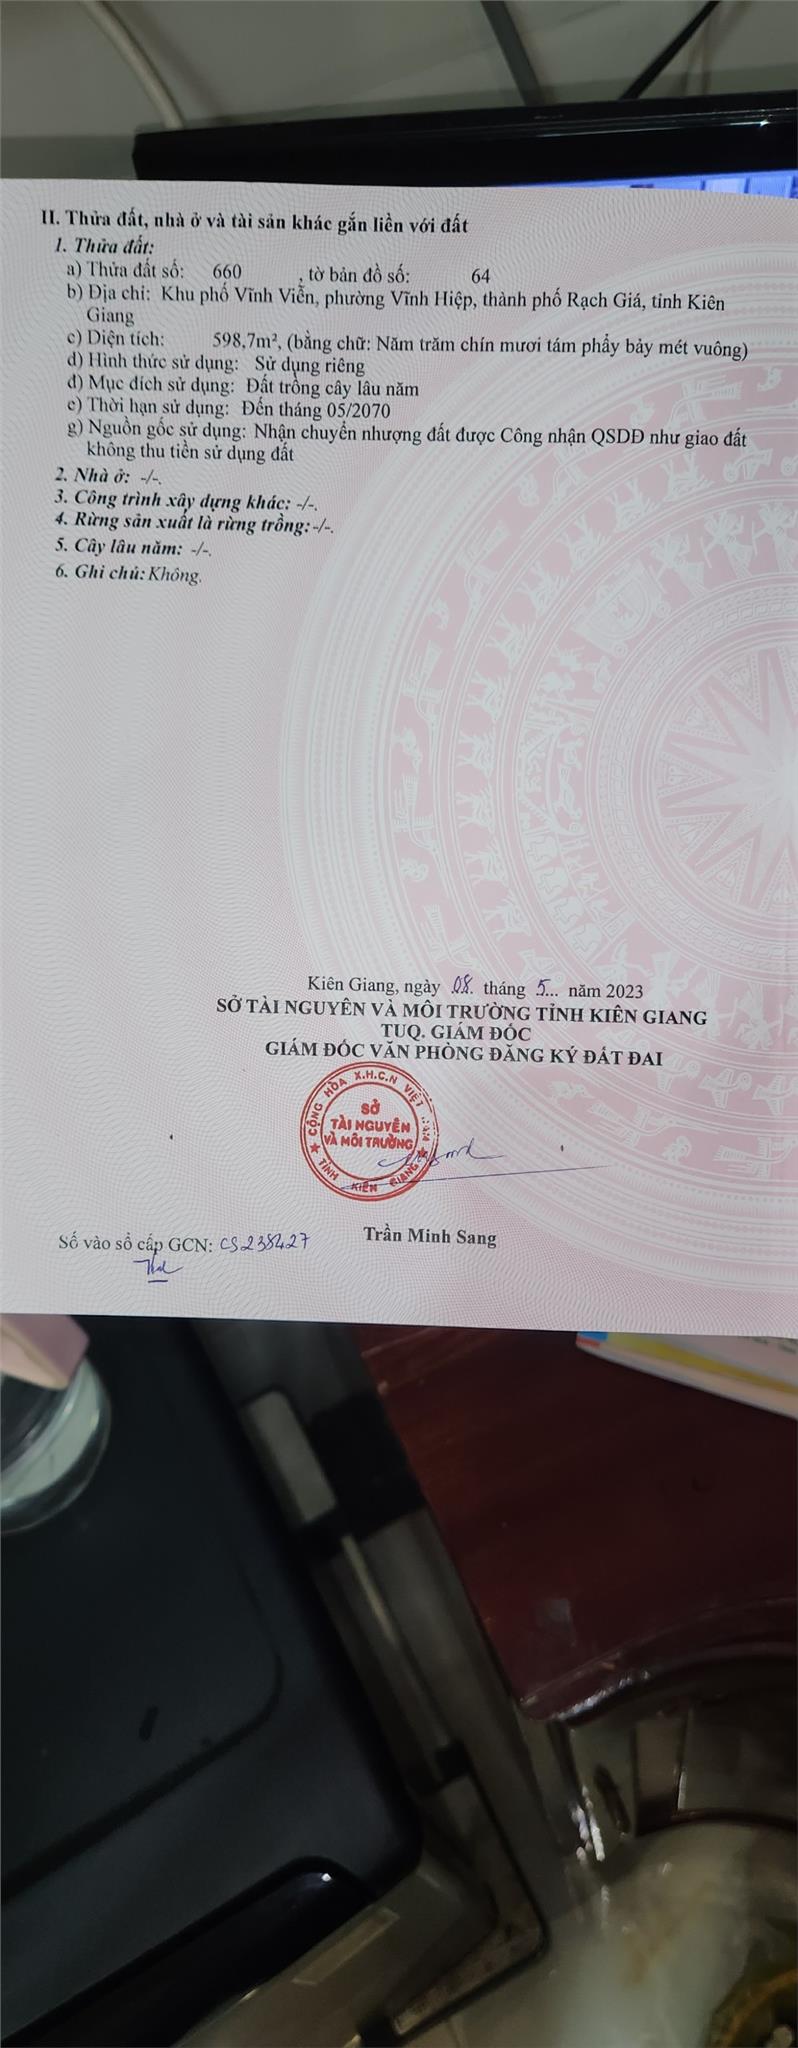 II. Thửa đất, nhà ở và tài sản khác gắn liền với đất
1. Thửa đất:
a) Thửa đất số: 660 , tờ bản đồ số: 64
b) Địa chỉ: Khu phố Vĩnh Viễn, phường Vĩnh Hiệp, thành phố Rạch Giá, tỉnh Kiên
Giang
c) Diện tích: 598,7m², (bằng chữ: Năm trăm chín mươi tám phẩy bảy mét vuông)
d) Hình thức sử dụng: Sử dụng riêng
đ) Mục đích sử dụng: Đất trồng cây lâu năm
e) Thời hạn sử dụng: Đến tháng 05/2070
g) Nguồn gốc sử dụng: Nhận chuyển nhượng đất được Công nhận QSDĐ như giao đất
không thu tiền sử dụng đất
2. Nhà ở: -/-.
3. Công trình xây dựng khác: -/-.
4. Rừng sản xuất là rừng trồng: -/-.
5. Cây lâu năm: -/-.
6. Ghi chú: Không.
Kiên Giang, ngày 08. tháng 5... năm 2023
SỞ TÀI NGUYÊN VÀ MÔI TRƯỜNG TỈNH KIÊN GIANG
TUQ. GIÁM ĐỐC
GIÁM ĐỐC VĂN PHÒNG ĐĂNG KÝ ĐẤT ĐAI
CỘNG HÒA X.H.C.N VIỆT NAM
SỞ
TÀI NGUYÊN
VÀ MÔI TRƯỜNG
TỈNH KIÊN GIANG
Trần Minh Sang
Số vào sổ cấp GCN: CS238427